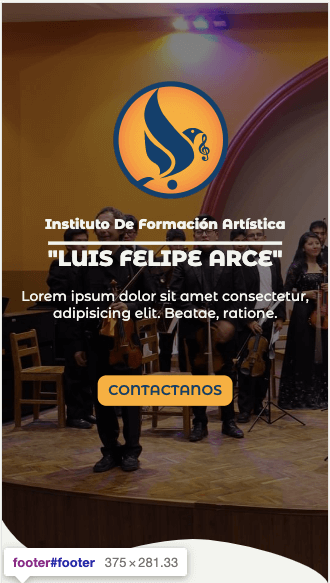 Instituto De Formación Artística
"LUIS FELIPE ARCE"
Lorem ipsum dolor sit amet consectetur,
adipisicing elit. Beatae, ratione.
CONTACTANOS
footer#footer 375 × 281.33